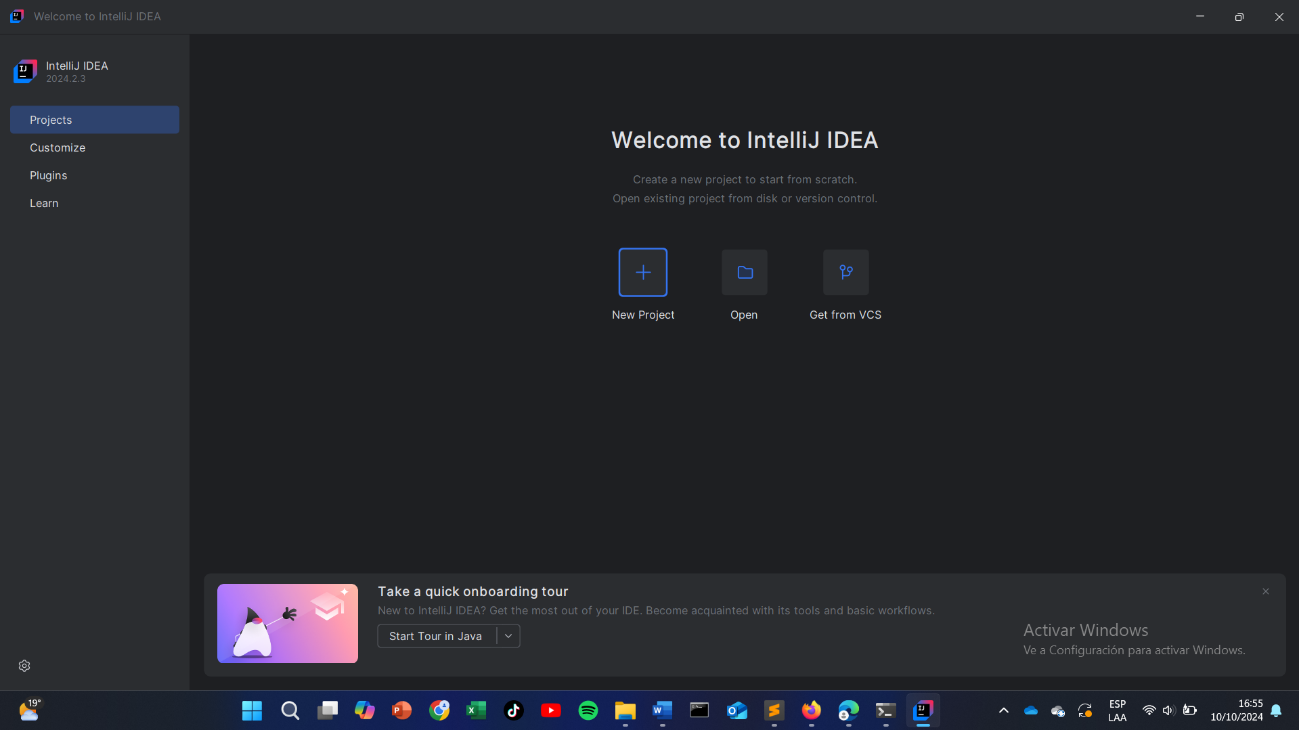 Welcome to IntelliJ IDEA
IntelliJ IDEA
2024.2.3
Projects
Customize
Plugins
Learn
Welcome to IntelliJ IDEA
Create a new project to start from scratch.
Open existing project from disk or version control.
New Project
Open
Get from VCS
Take a quick onboarding tour
New to IntelliJ IDEA? Get the most out of your IDE. Become acquainted with its tools and basic workflows.
Start Tour in Java
Activar Windows
Ve a Configuración para activar Windows.
19°
ESP
LAA
16:55
10/10/2024